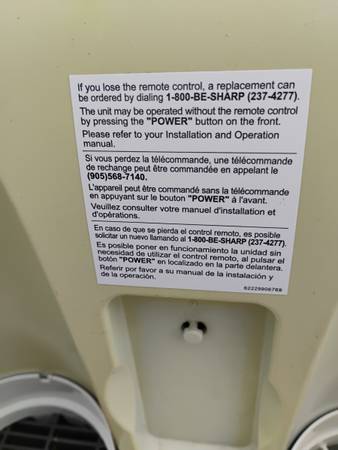 If you lose the remote control, a replacement can
be ordered by dialing 1-800-BE-SHARP (237-4277).
The unit may be operated without the remote control
by pressing the "POWER" button on the front.
Please refer to your Installation and Operation
manual.
Si vous perdez la télécommande, une télécommande
de rechange peut être commandée en appelant le
(905)568-7140.
L'appareil peut être commandé sans la télécommande
en appuyant sur le bouton "POWER" à l'avant.
Veuillez consulter votre manuel d'installation et
d'opérations.
En caso de que se pierda el control remoto, es posible
solicitar un nuevo llamando al 1-800-BE-SHARP (237-4277).
Es posible poner en funcionamiento la unidad sin
necesidad de utilizar el control remoto, al pulsar el
botón "POWER" en localizado en la parte delantera.
Referir por favor a su manual de la instalación y
de la operación.
62229908768